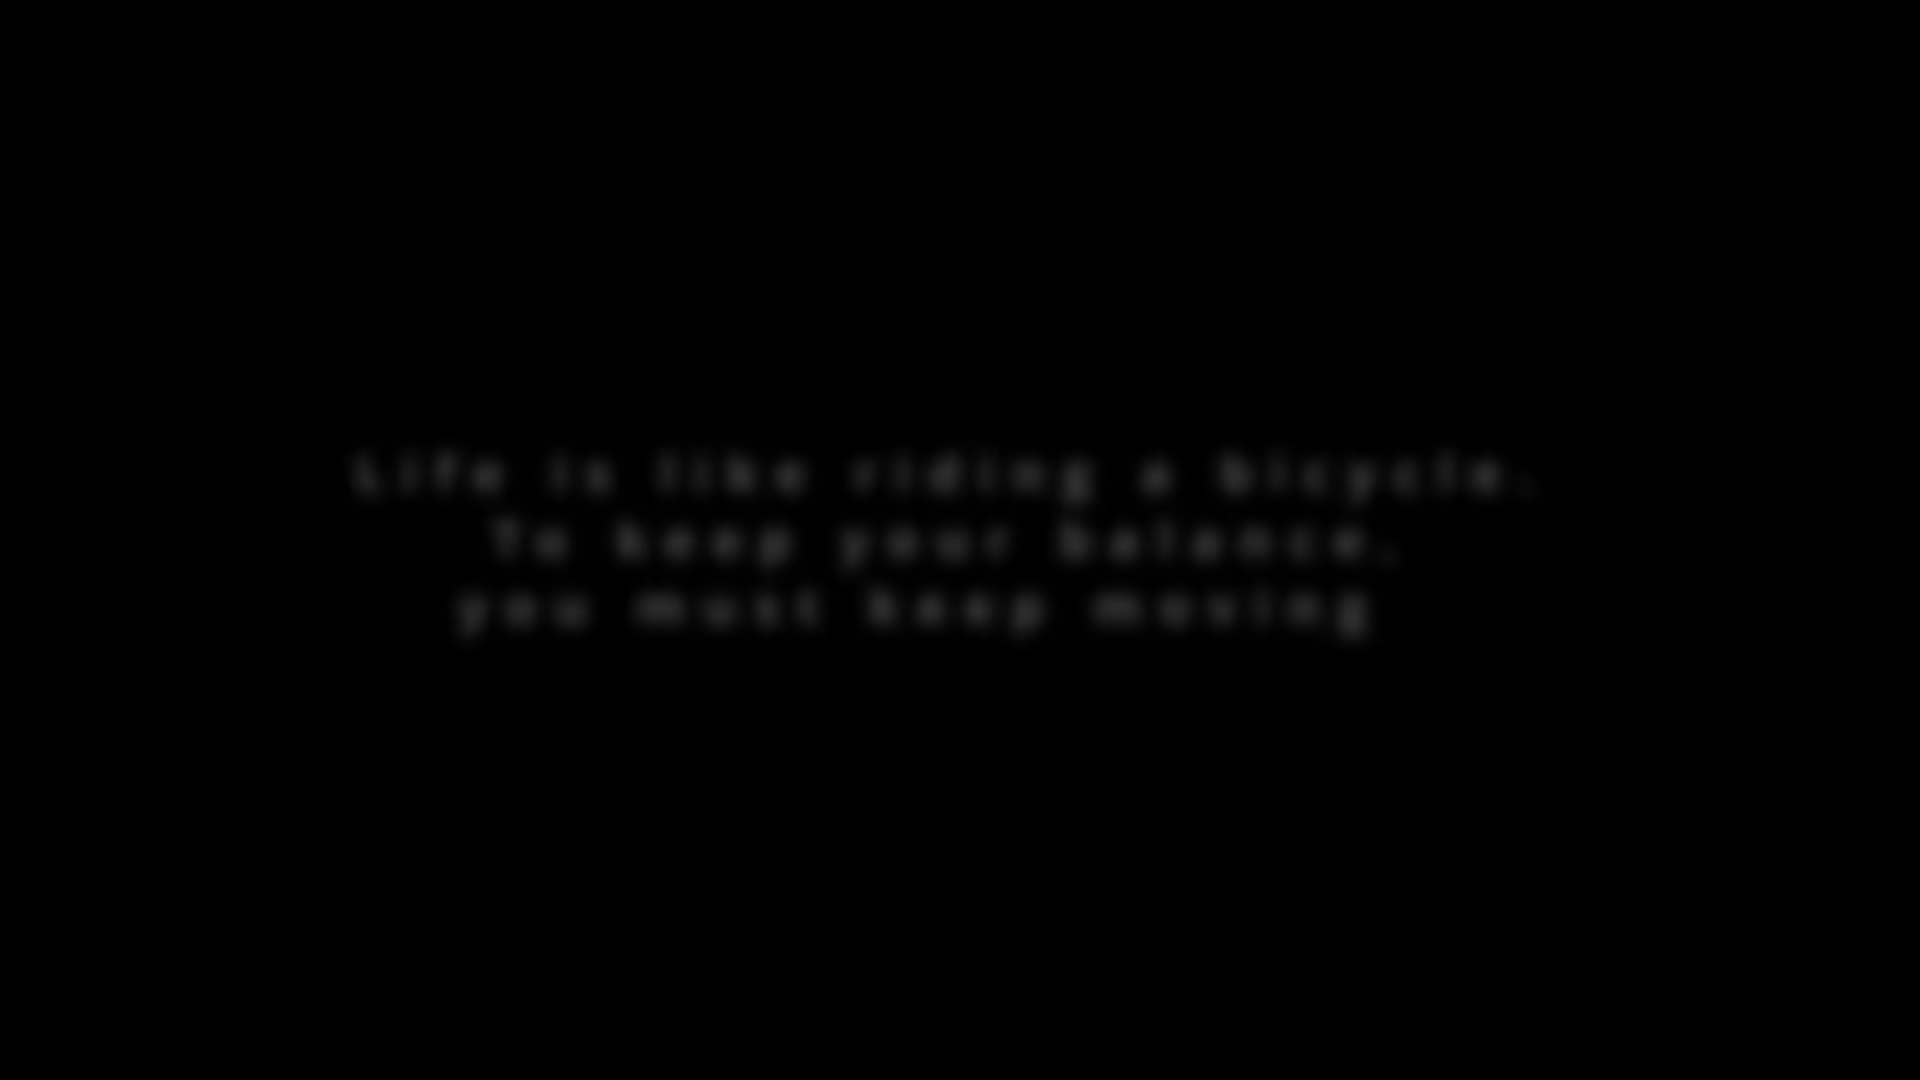 Life is like riding a bicycle.
To keep your balance,
you must keep moving